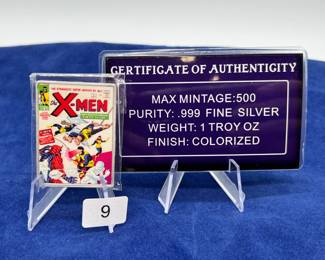 X-MEN
9
CERTIFICATE OF AUTHENTICITY
MAX MINTAGE:500
PURITY: .999 FINE SILVER
WEIGHT: 1 TROY OZ
FINISH: COLORIZED